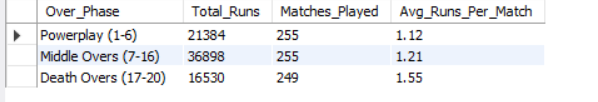 Over_Phase Total_Runs Matches_Played Avg_Runs_Per_Match
Powerplay (1-6) 21384 255 1.12
Middle Overs (7-16) 36898 255 1.21
Death Overs (17-20) 16530 249 1.55